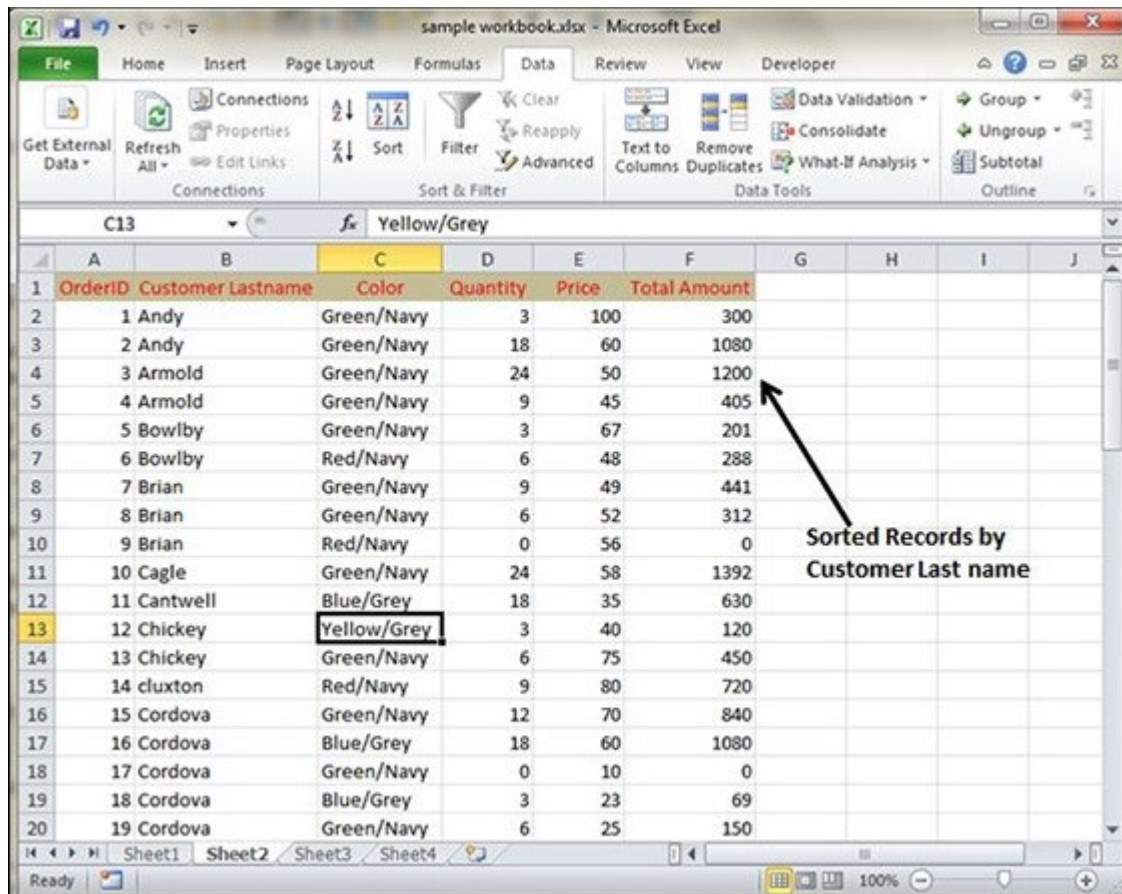 sample workbook.xlsx - Microsoft Excel
File Home Insert Page Layout Formulas Data Review View Developer
Get External Data
Refresh All
Connections
Properties
Edit Links
Connections
Sort
Filter
Clear
Reapply
Advanced
Sort & Filter
Text to Columns
Remove Duplicates
Data Validation
Consolidate
What-If Analysis
Data Tools
Group
Ungroup
Subtotal
Outline
C13 fx Yellow/Grey
A B C D E F G H I J
1 OrderID Customer Lastname Color Quantity Price Total Amount
2 1 Andy Green/Navy 3 100 300
3 2 Andy Green/Navy 18 60 1080
4 3 Armold Green/Navy 24 50 1200
5 4 Armold Green/Navy 9 45 405
6 5 Bowlby Green/Navy 3 67 201
7 6 Bowlby Red/Navy 6 48 288
8 7 Brian Green/Navy 9 49 441
9 8 Brian Green/Navy 6 52 312
10 9 Brian Red/Navy 0 56 0
11 10 Cagle Green/Navy 24 58 1392
12 11 Cantwell Blue/Grey 18 35 630
13 12 Chickey Yellow/Grey 3 40 120
14 13 Chickey Green/Navy 6 75 450
15 14 cluxton Red/Navy 9 80 720
16 15 Cordova Green/Navy 12 70 840
17 16 Cordova Blue/Grey 18 60 1080
18 17 Cordova Green/Navy 0 10 0
19 18 Cordova Blue/Grey 3 23 69
20 19 Cordova Green/Navy 6 25 150
Sorted Records by
Customer Last name
Sheet1 Sheet2 Sheet3 Sheet4
Ready 100%